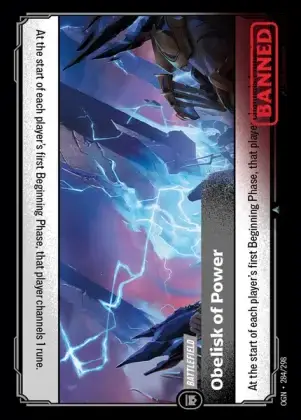 BANNED
At the start of each player's first Beginning Phase, that player channels 1 rune.
BATTLEFIELD
Obelisk of Power
At the start of each player's first Beginning Phase, that player
OGN • 284/298